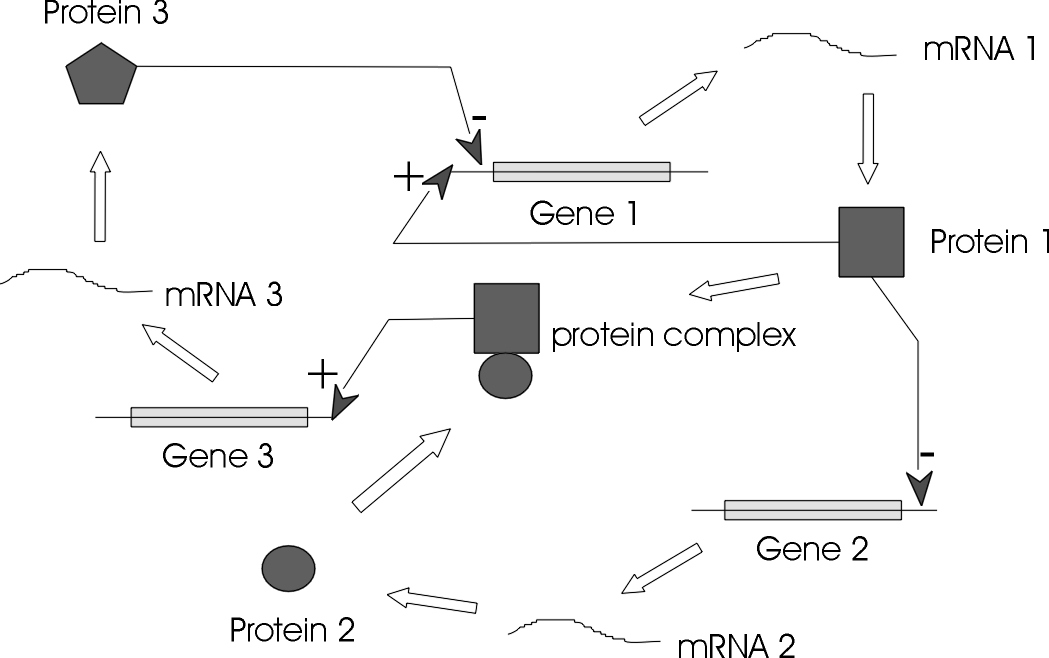 Protein 3
mRNA 1
-
+
Gene 1
Protein 1
mRNA 3
protein complex
+
Gene 3
-
Gene 2
Protein 2
mRNA 2